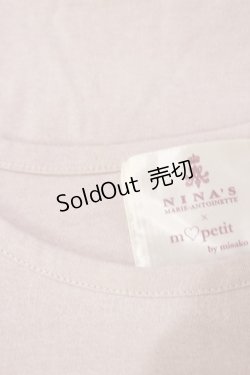 SoldOut 売切
NINA'S
MARIE-ANTOINETTE
×
m♡petit
by misako